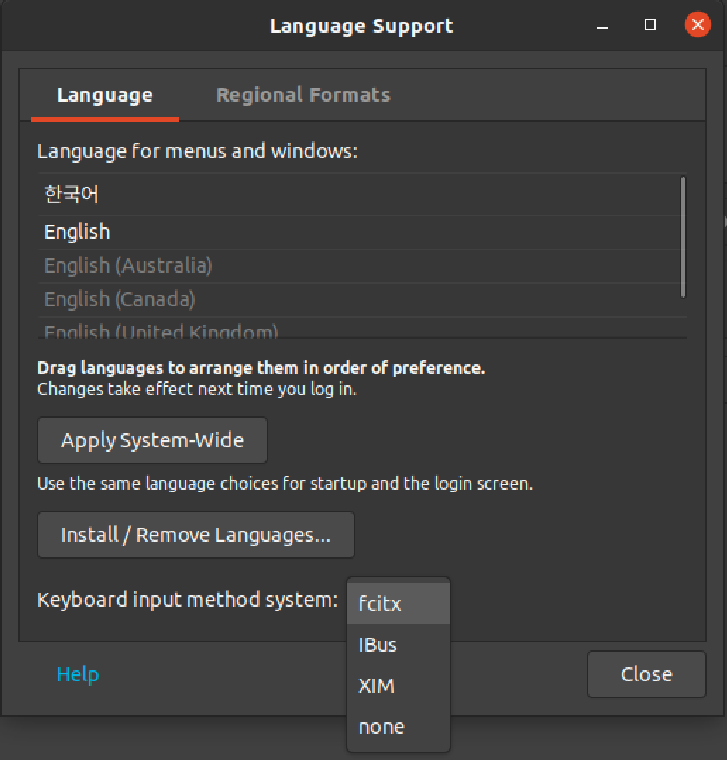 Language Support
Language
Regional Formats
Language for menus and windows:
한국어
English
English (Australia)
English (Canada)
English (United Kingdom)
Drag languages to arrange them in order of preference.
Changes take effect next time you log in.
Apply System-Wide
Use the same language choices for startup and the login screen.
Install / Remove Languages...
Keyboard input method system:
fcitx
IBus
XIM
none
Help
Close